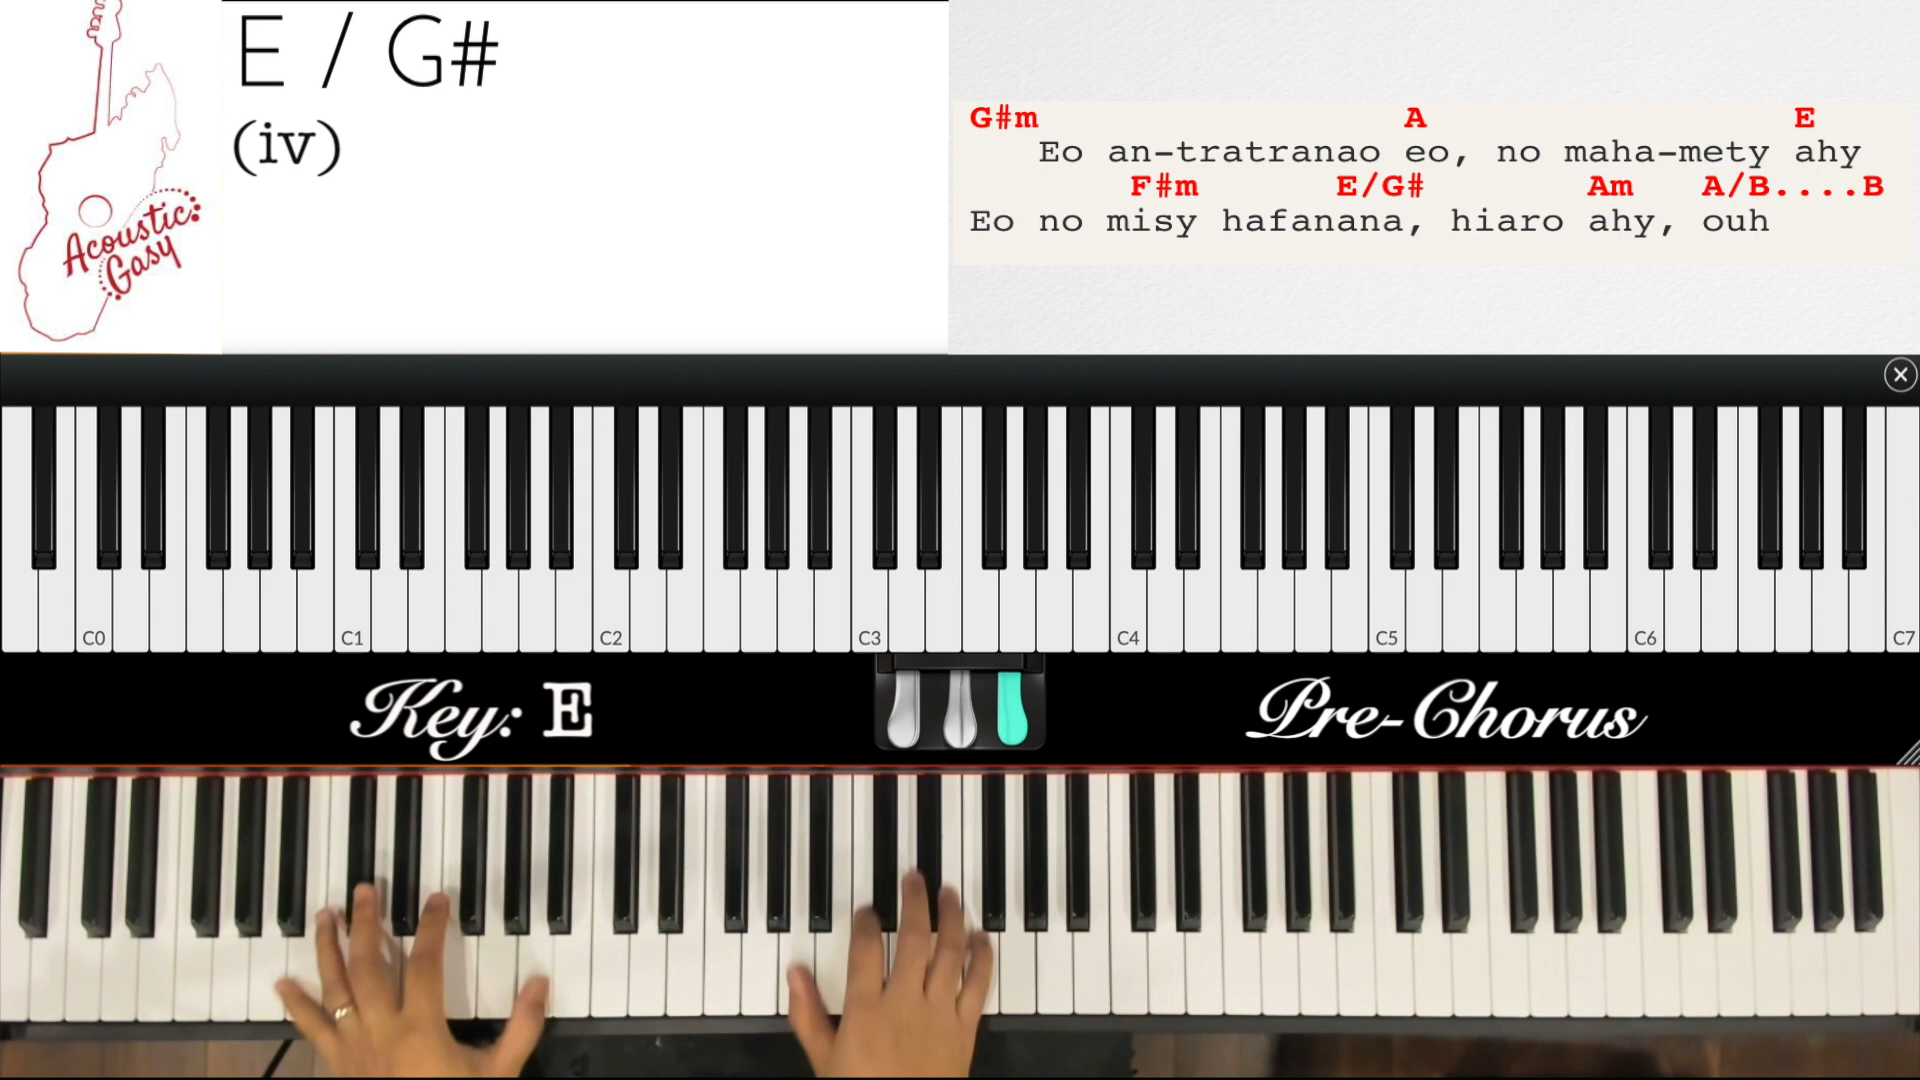 E / G#
(iv)
Acoustic
Gasy
G#m A E
Eo an-tratranao eo, no maha-mety ahy
F#m E/G# Am A/B....B
Eo no misy hafanana, hiaro ahy, ouh
C0 C1 C2 C3 C4 C5 C6 C7
Key: E
Pre-Chorus